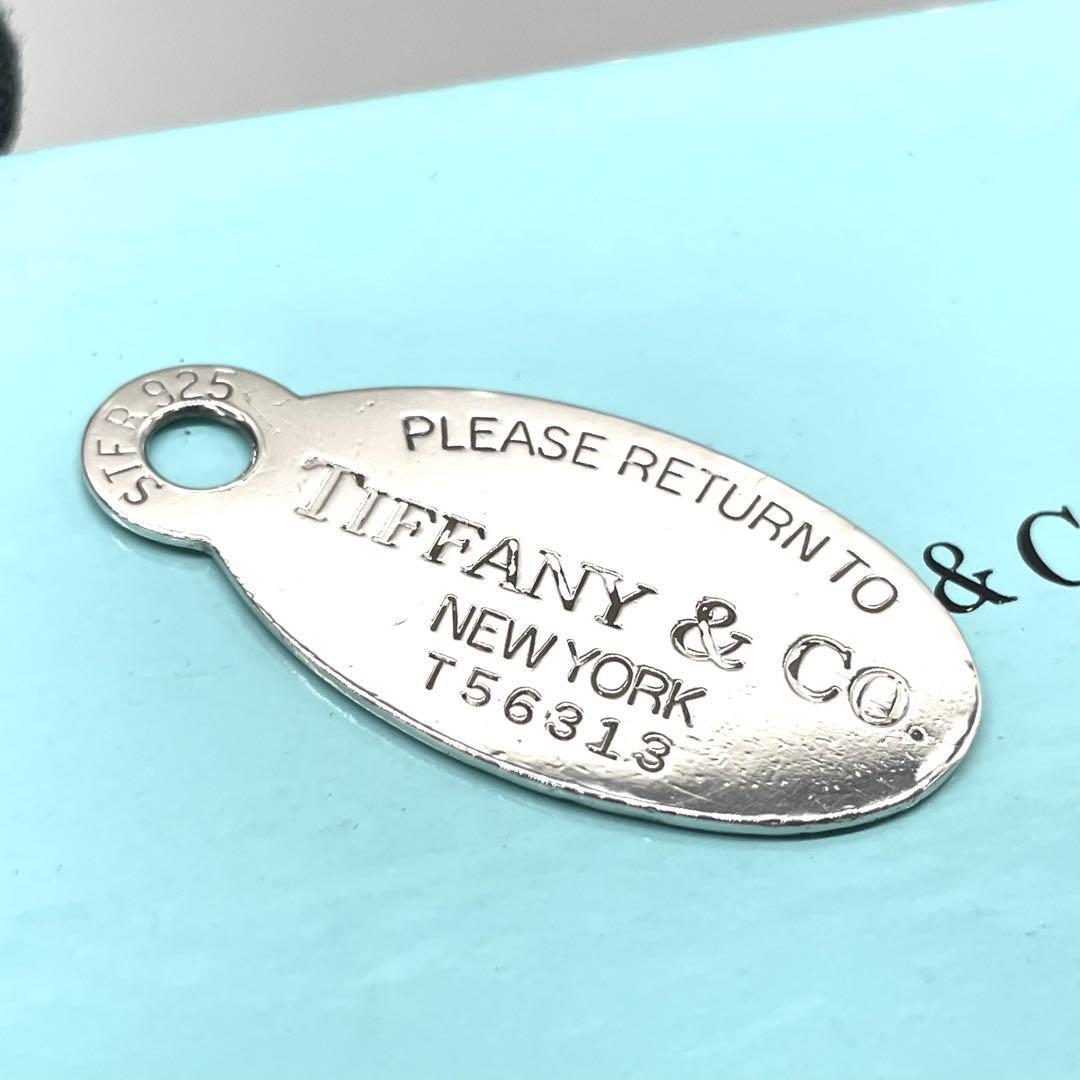 STER 925
PLEASE RETURN TO
TIFFANY & CO.
NEW YORK
T56313
& C